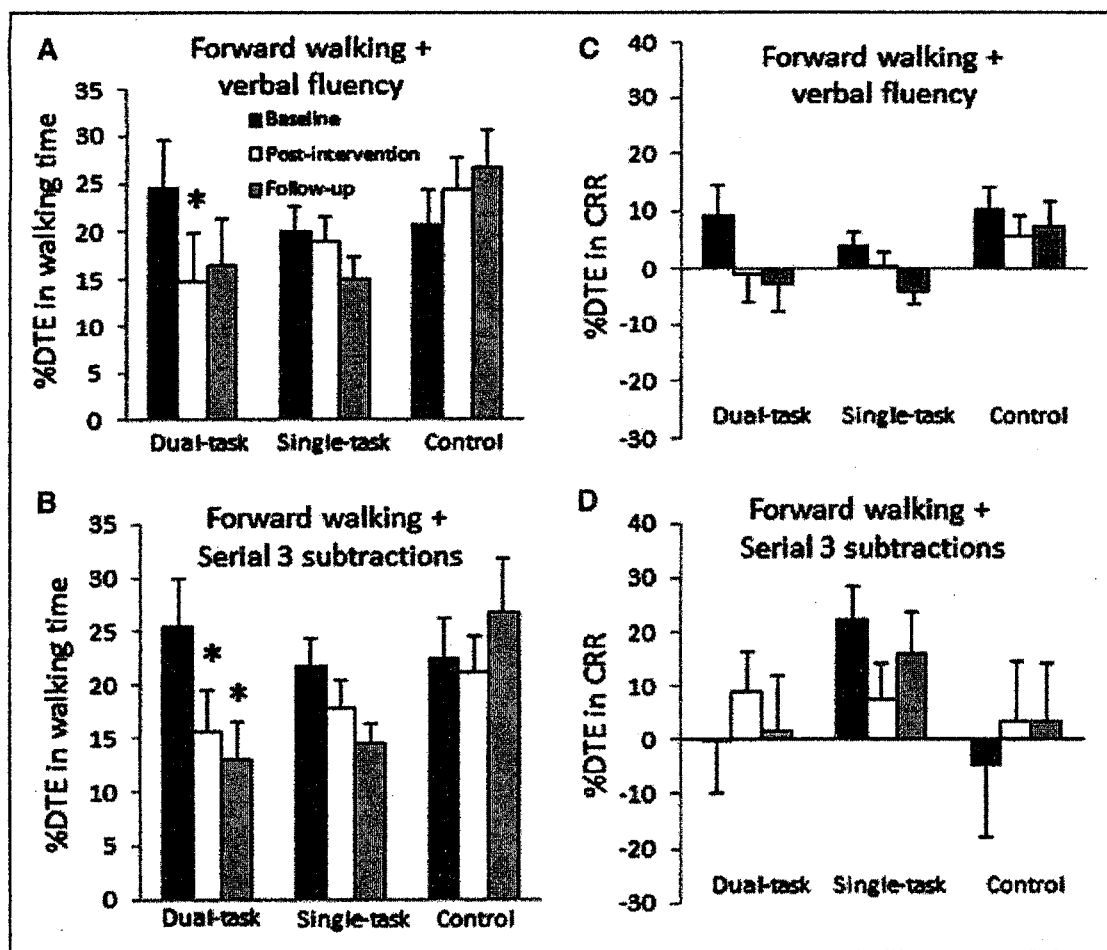 A
Forward walking +
verbal fluency
35
30
25
20
15
10
5
0
%DTE in walking time
Baseline
Post-intervention
Follow-up
*
Dual-task Single-task Control
C
Forward walking +
verbal fluency
40
30
20
10
0
-10
-20
-30
%DTE in CRR
Dual-task Single-task Control
B
Forward walking +
Serial 3 subtractions
35
30
25
20
15
10
5
0
%DTE in walking time
*
*
Dual-task Single-task Control
D
Forward walking +
Serial 3 subtractions
40
30
20
10
0
-10
-20
-30
%DTE in CRR
Dual-task Single-task Control